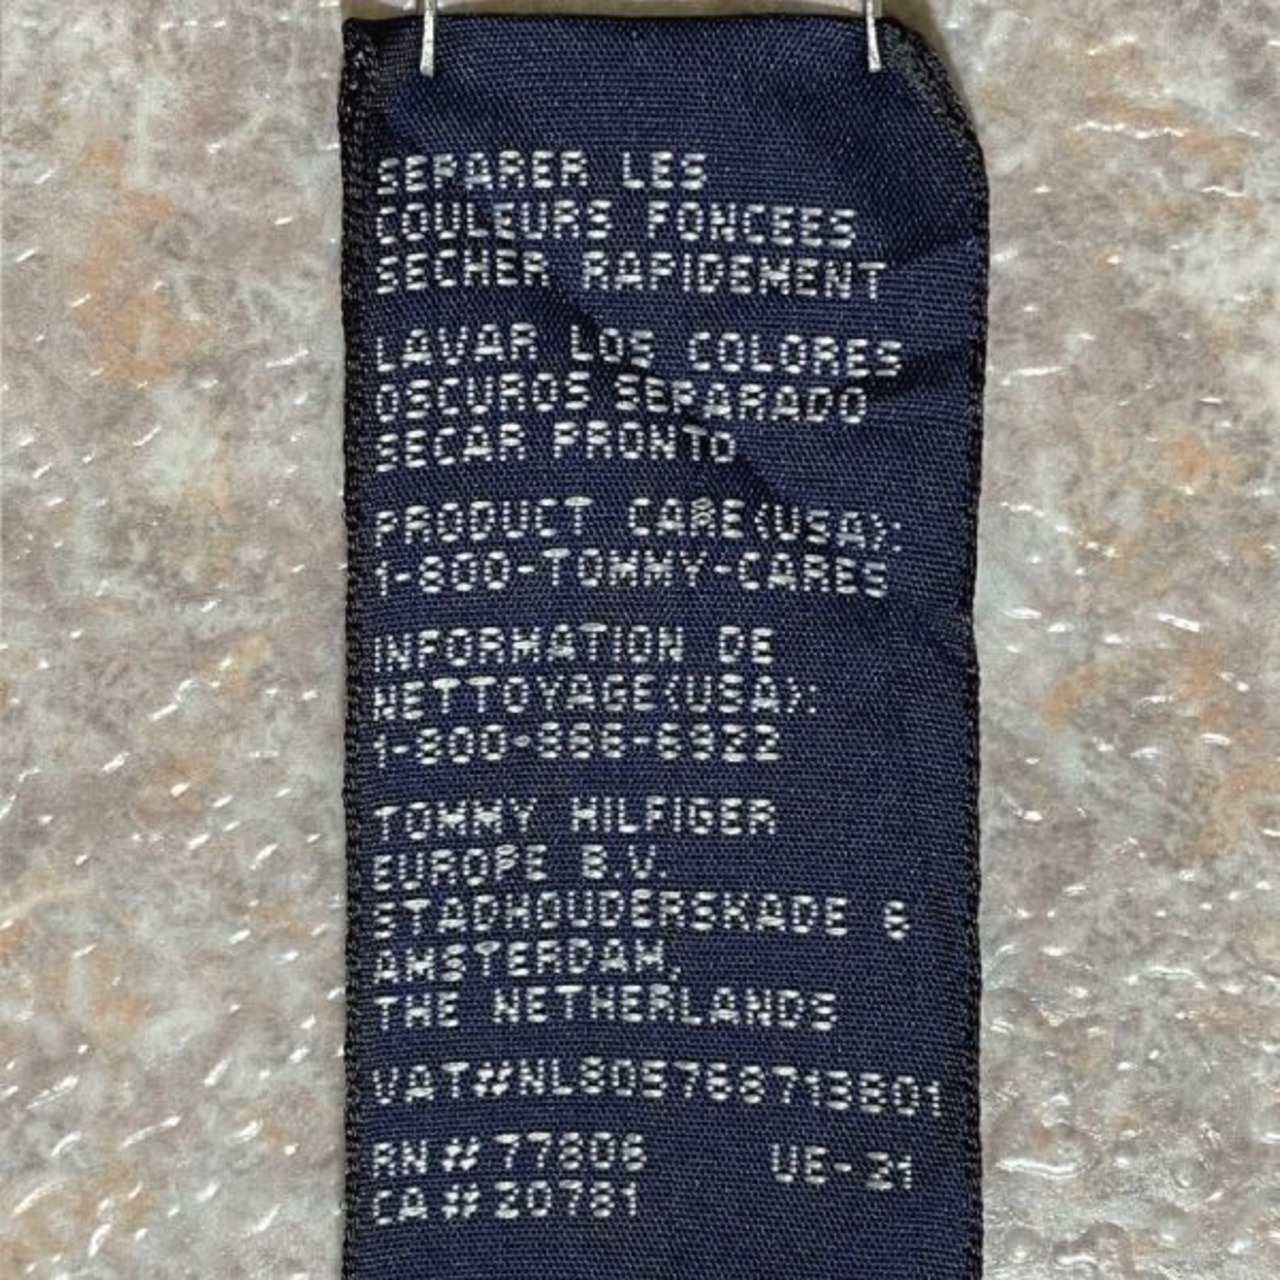 SEPARER LES
COULEURS FONCEES
SECHER RAPIDEMENT
LAVAR LOS COLORES
OSCUROS SEPARADO
SECAR PRONTO
PRODUCT CARE(USA):
1-800-TOMMY-CARES
INFORMATION DE
NETTOYAGE(USA):
1-800-866-6922
TOMMY HILFIGER
EUROPE B.V.
STADHOUDERSKADE 6
AMSTERDAM,
THE NETHERLANDS
VAT#NL805768713B01
RN#77806 UE-21
CA#20781